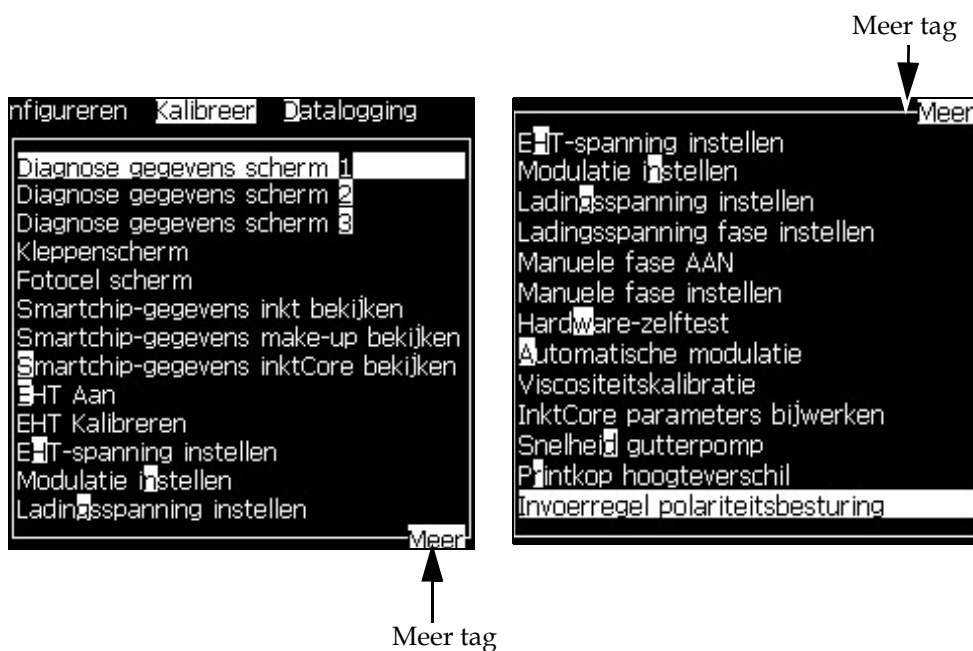 Meer tag
nfigureren Kalibreer Datalogging
Diagnose gegevens scherm 1
Diagnose gegevens scherm 2
Diagnose gegevens scherm 3
Kleppenscherm
Fotocel scherm
Smartchip-gegevens inkt bekijken
Smartchip-gegevens make-up bekijken
Smartchip-gegevens inktCore bekijken
EHT Aan
EHT Kalibreren
EHT-spanning instellen
Modulatie instellen
Ladingsspanning instellen
Meer
Meer tag
Meer
EHT-spanning instellen
Modulatie instellen
Ladingsspanning instellen
Ladingsspanning fase instellen
Manuele fase AAN
Manuele fase instellen
Hardware-zelftest
Automatische modulatie
Viscositeitskalibratie
InktCore parameters bijwerken
Snelheid gutterpomp
Printkop hoogteverschil
Invoerregel polariteitsbesturing